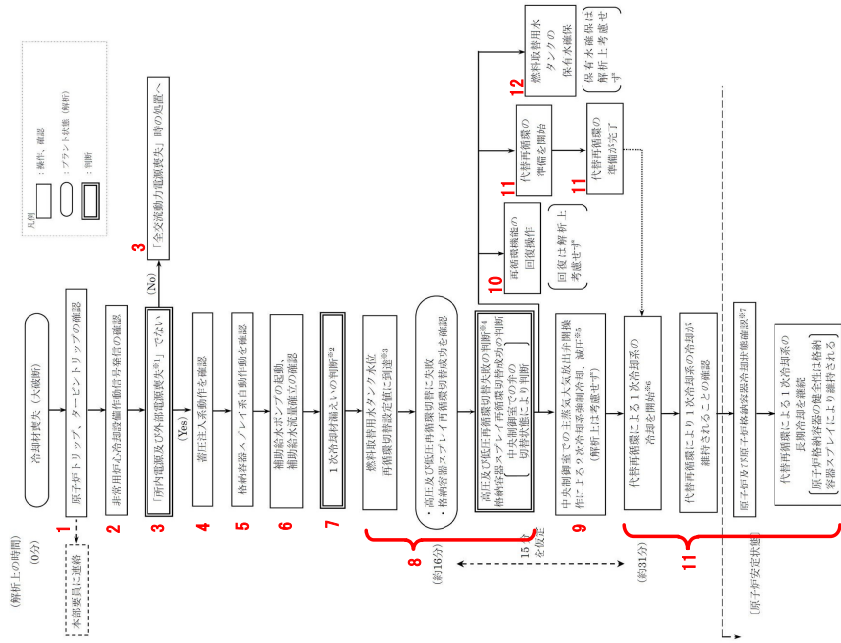 (解析上の時間)
(0分)
冷却材喪失(大破断)
凡例
:操作、確認
:プラント状態(解析)
:判断
1
原子炉トリップ、タービントリップの確認
本部要員に連絡
2
非常用炉心冷却設備作動信号発信の確認
3
「所内電源及び外部電源喪失※1」でない
(No)
3
「全交流動力電源喪失」時の処置へ
(Yes)
4
蓄圧注入系動作を確認
5
格納容器スプレイ系自動作動を確認
6
補助給水ポンプの起動、
補助給水流量確立の確認
7
1次冷却材漏えいの判断※2
8
燃料取替用水タンク水位
再循環切替設定値に到達※3
(約16分)
・高圧及び低圧再循環切替に失敗
・格納容器スプレイ再循環切替成功を確認
高圧及び低圧再循環切替失敗の判断※4
格納容器スプレイ再循環切替成功の判断
中央制御室での弁の
切替状態により判断
15分
を仮定
9
中央制御室での主蒸気大気放出弁開操
作による2次冷却系強制冷却、減圧※5
(解析上は考慮せず)
10
再循環機能の
回復操作
回復は解析上
考慮せず
11
代替再循環の
準備を開始
11
代替再循環の
準備が完了
12
燃料取替用水
タンクの
保有水確保
保有水確保は
解析上考慮せ
ず
(約31分)
11
代替再循環による1次冷却系の
冷却を開始※6
代替再循環により1次冷却系の冷却が
維持されることの確認
[原子炉安定状態]
原子炉及び原子炉格納容器冷却状態確認※7
代替再循環による1次冷却系の
長期冷却を継続
原子炉格納容器の健全性は格納
容器スプレイにより維持される